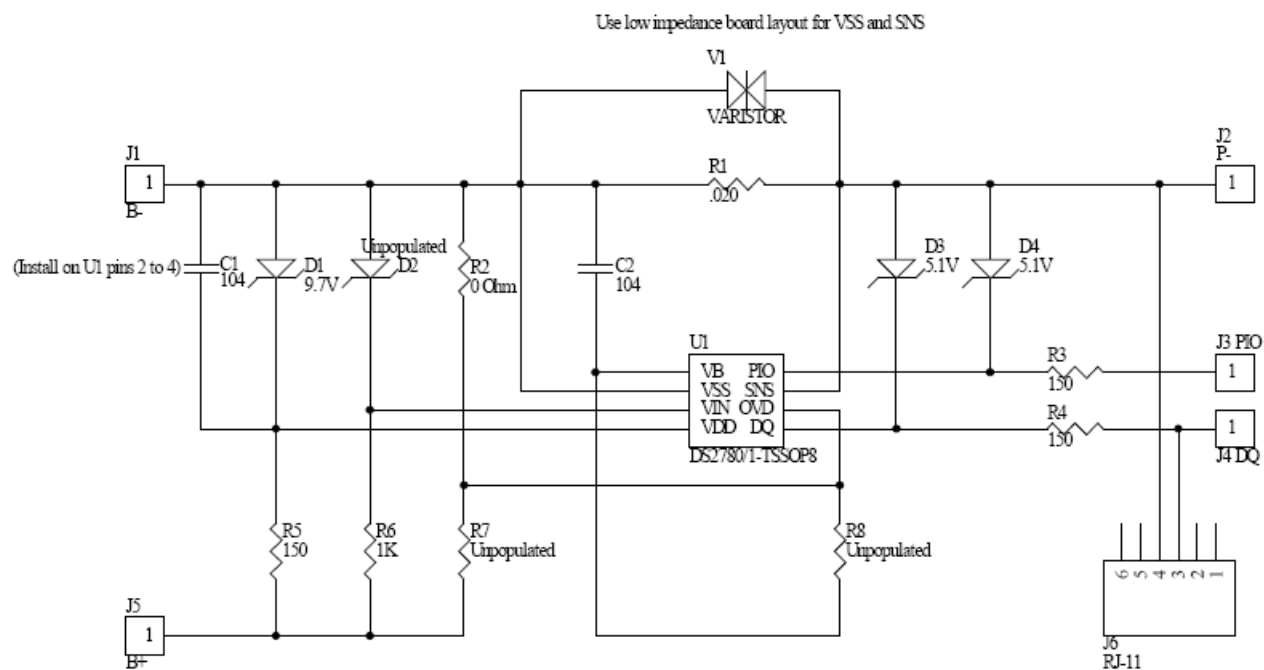 Use low impedance board layout for VSS and SNS
V1
VARISTOR
J1
1
B-
R1
.020
J2
P-
1
(Install on U1 pins 2 to 4)
C1
104
D1
9.7V
Unpopulated
D2
R2
0 Ohm
C2
104
D3
5.1V
D4
5.1V
U1
VB PIO
VSS SNS
VIN OVD
VDD DQ
DS2780/1-TSSOP8
R3
150
J3 PIO
1
R4
150
1
J4 DQ
R5
150
R6
1K
R7
Unpopulated
R8
Unpopulated
J5
1
B+
6 5 4 3 2 1
J6
RJ-11